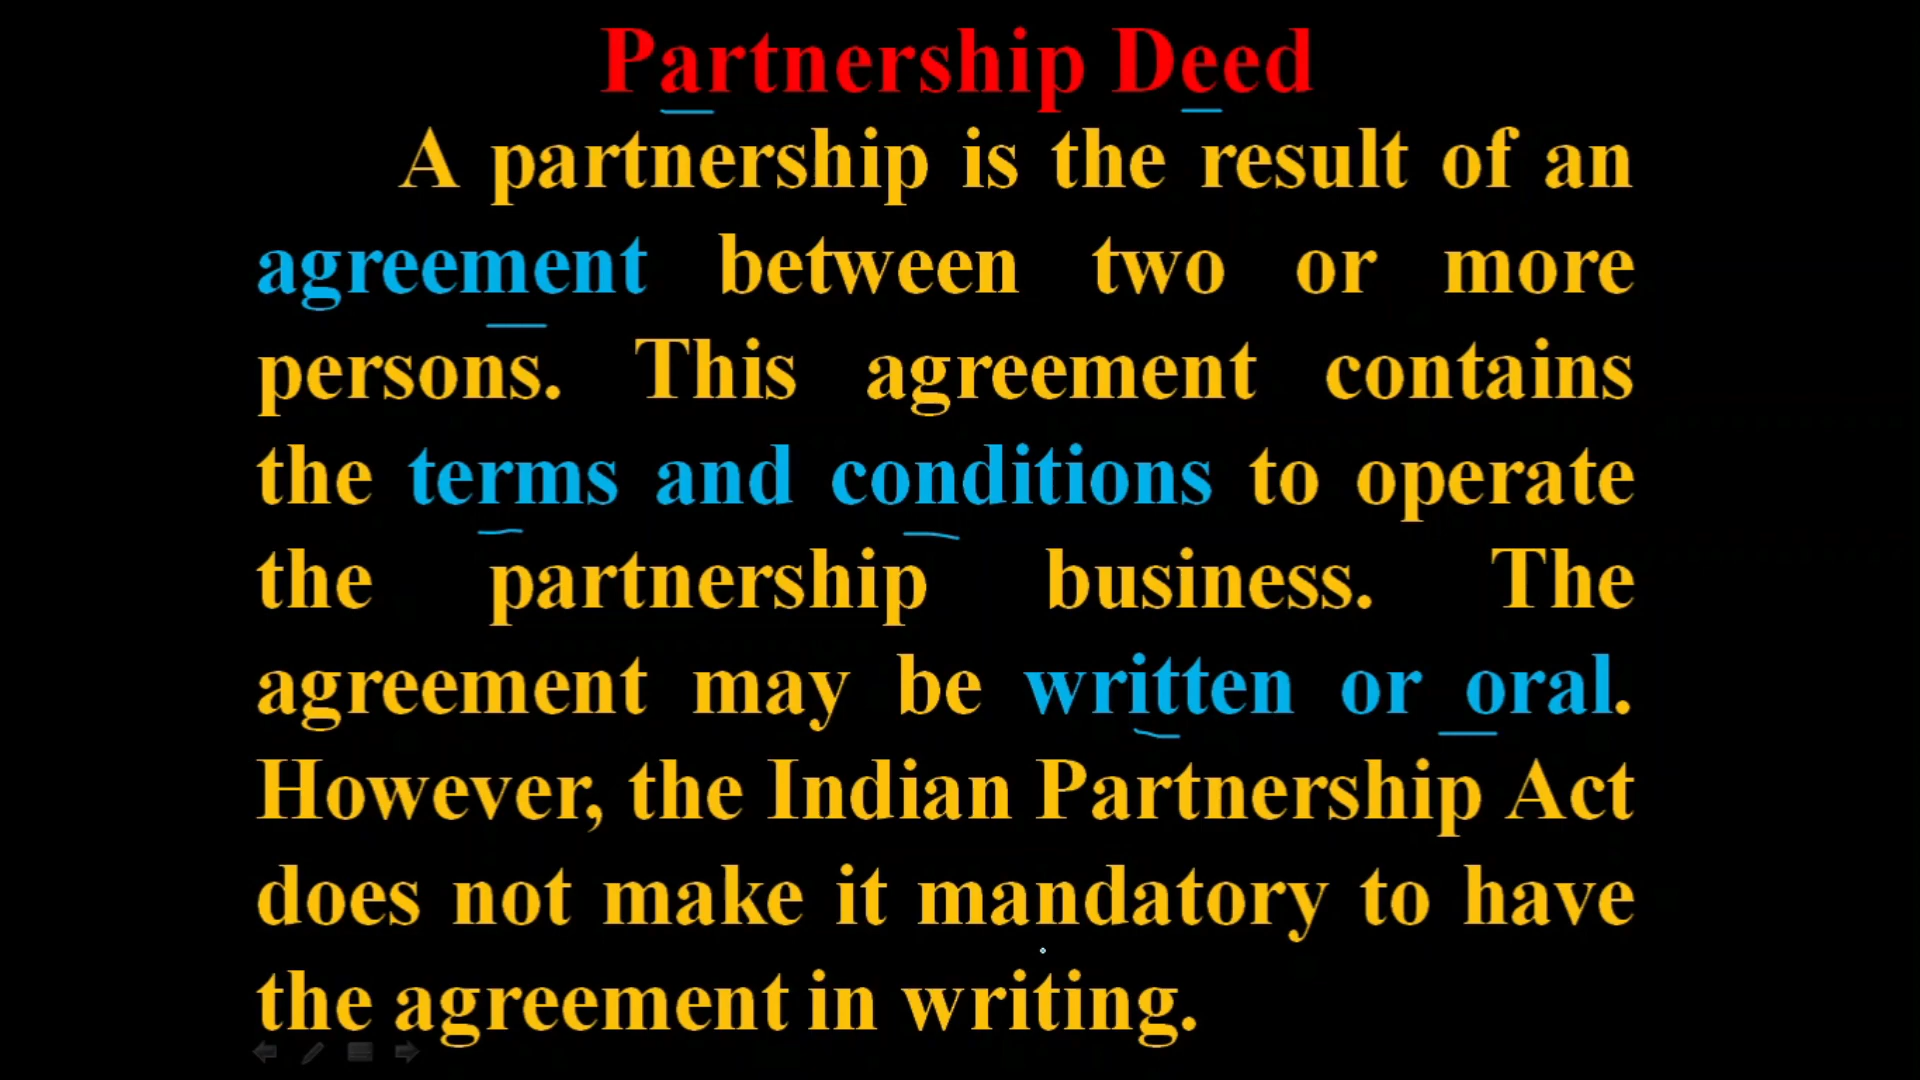 Partnership Deed
A partnership is the result of an
agreement between two or more
persons. This agreement contains
the terms and conditions to operate
the partnership business. The
agreement may be written or oral.
However, the Indian Partnership Act
does not make it mandatory to have
the agreement in writing.